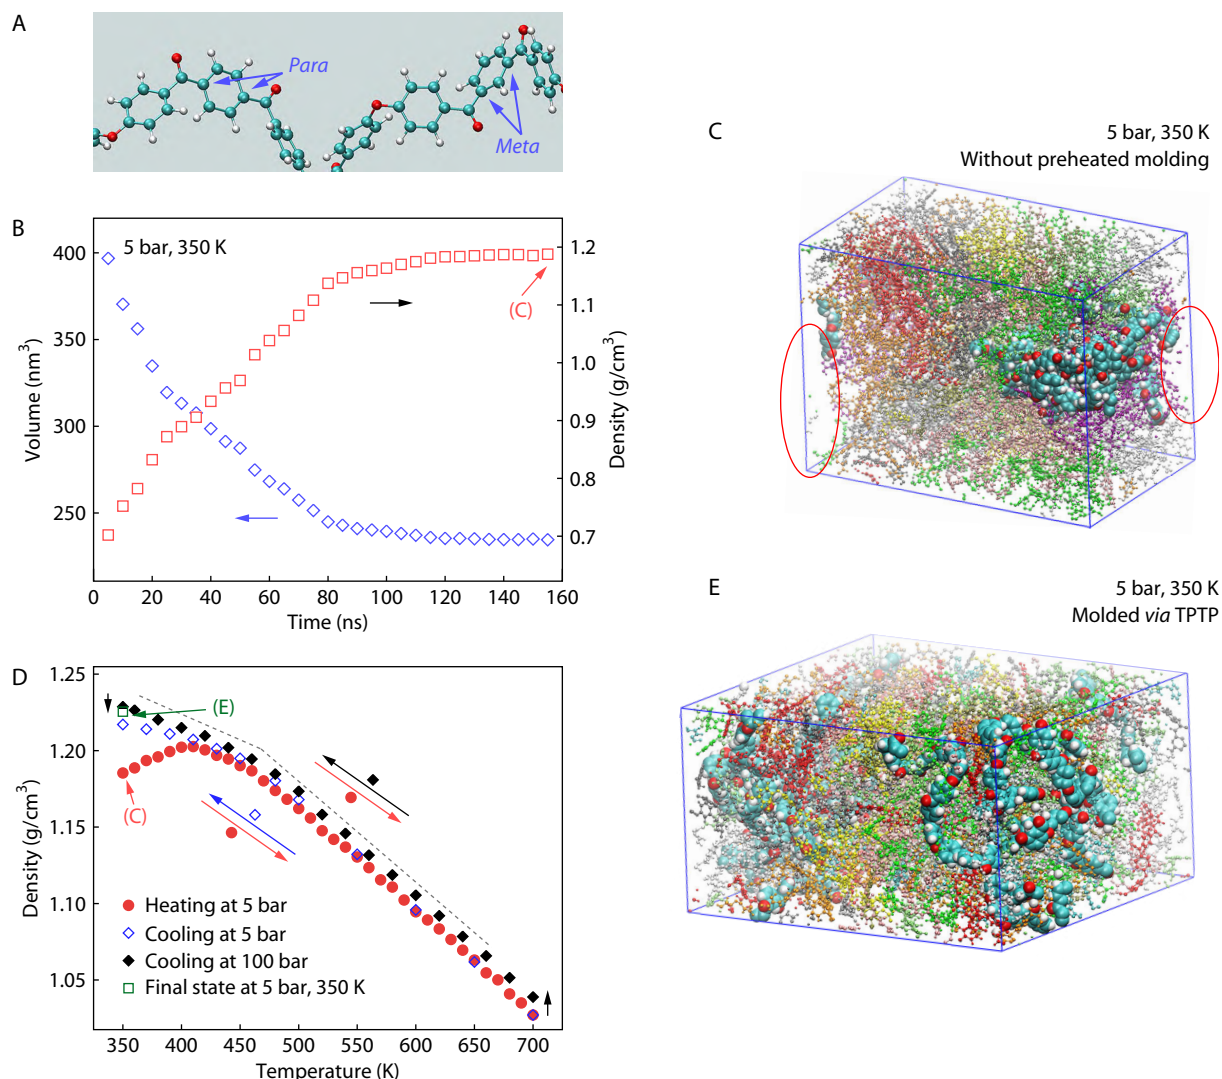 A
Para
Meta
B
5 bar, 350 K
(C)
Volume (nm³)
400
350
300
250
Density (g/cm³)
1.2
1.1
1.0
0.9
0.8
0.7
0 20 40 60 80 100 120 140 160
Time (ns)
C
5 bar, 350 K
Without preheated molding
D
(E)
(C)
Density (g/cm³)
1.25
1.20
1.15
1.10
1.05
Heating at 5 bar
Cooling at 5 bar
Cooling at 100 bar
Final state at 5 bar, 350 K
350 400 450 500 550 600 650 700
Temperature (K)
E
5 bar, 350 K
Molded via TPTP